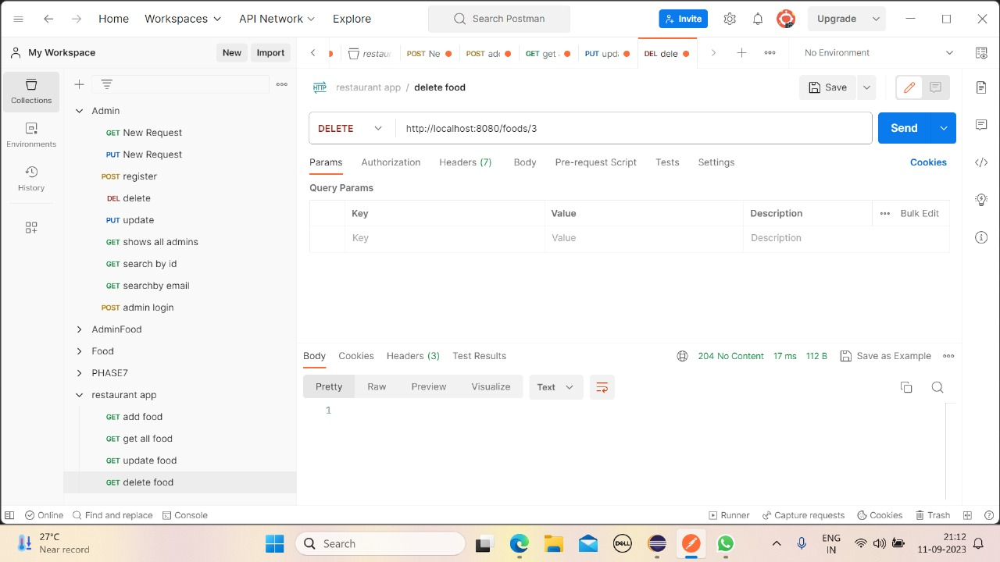 Home Workspaces API Network Explore Search Postman Invite Upgrade
My Workspace New Import restau POST Ne POST add GET get PUT upda DEL dele No Environment
Collections
Environments
History
Admin
GET New Request
PUT New Request
POST register
DEL delete
PUT update
GET shows all admins
GET search by id
GET searchby email
POST admin login
AdminFood
Food
PHASE7
restaurant app
GET add food
GET get all food
GET update food
GET delete food
HTTP restaurant app / delete food Save
DELETE http://localhost:8080/foods/3 Send
Params Authorization Headers (7) Body Pre-request Script Tests Settings Cookies
Query Params
Key Value Description Bulk Edit
Key Value Description
Body Cookies Headers (3) Test Results 204 No Content 17 ms 112 B Save as Example
Pretty Raw Preview Visualize Text
1
Online Find and replace Console Runner Capture requests Cookies Trash
27°C
Near record
Search
DELL
ENG
IN
21:12
11-09-2023